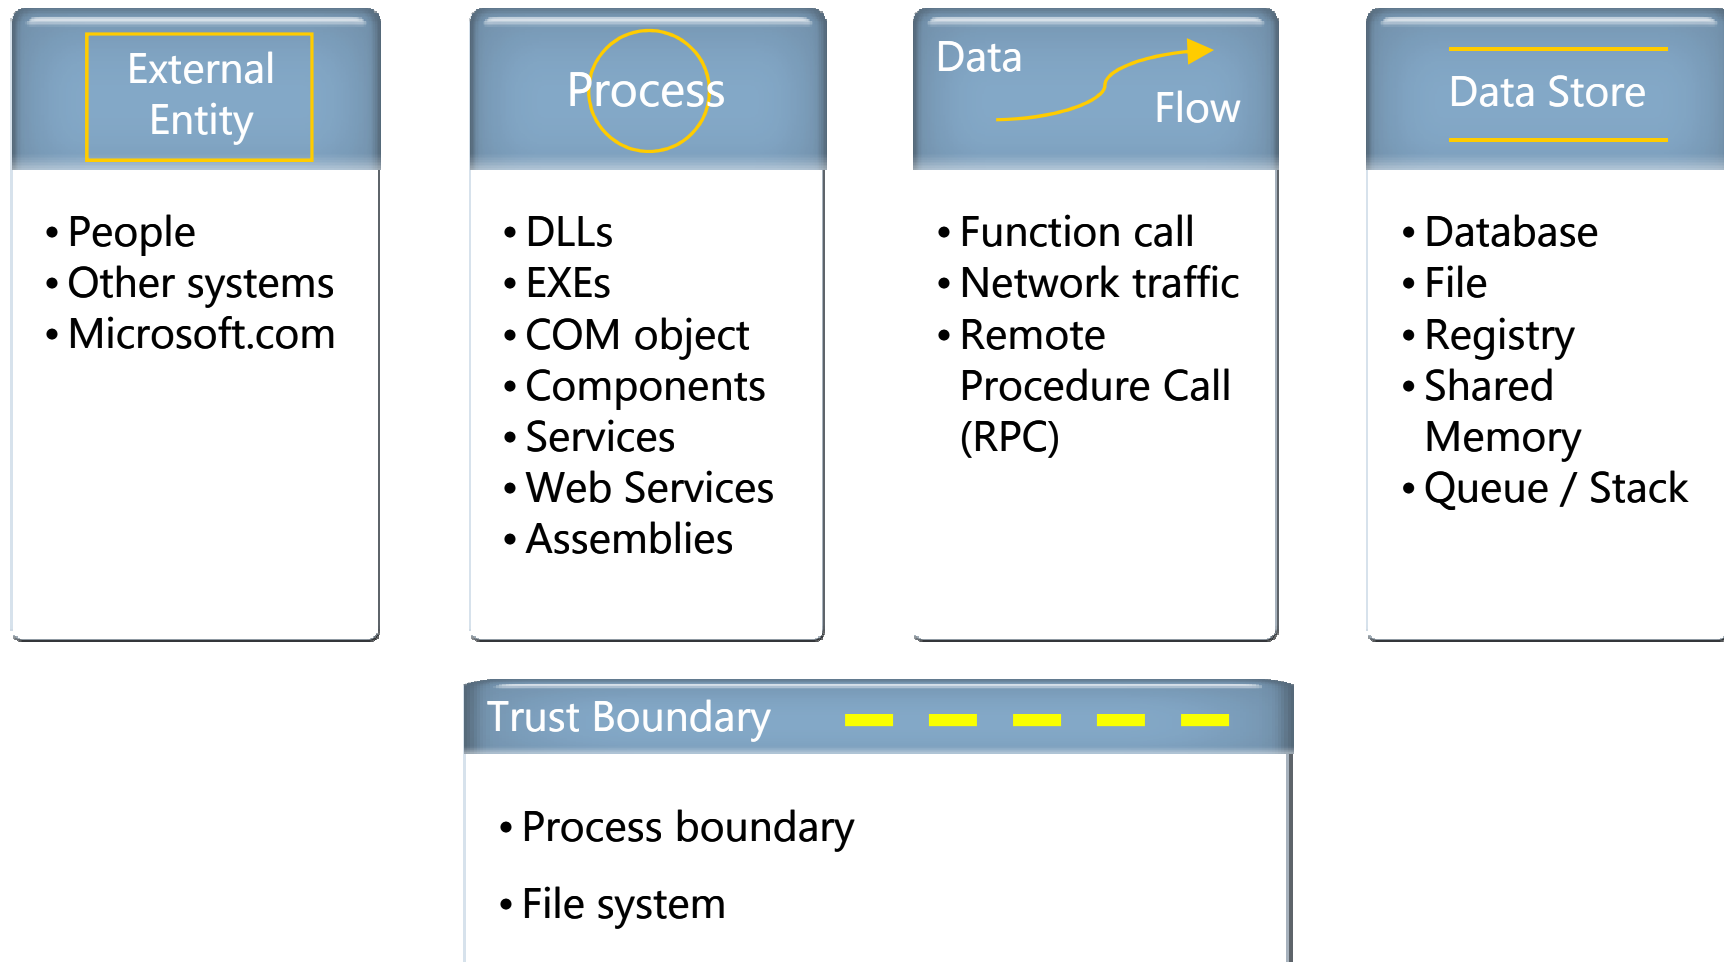 External
Entity
• People
• Other systems
• Microsoft.com
Process
• DLLs
• EXEs
• COM object
• Components
• Services
• Web Services
• Assemblies
Data
Flow
• Function call
• Network traffic
• Remote
Procedure Call
(RPC)
Data Store
• Database
• File
• Registry
• Shared
Memory
• Queue / Stack
Trust Boundary
• Process boundary
• File system